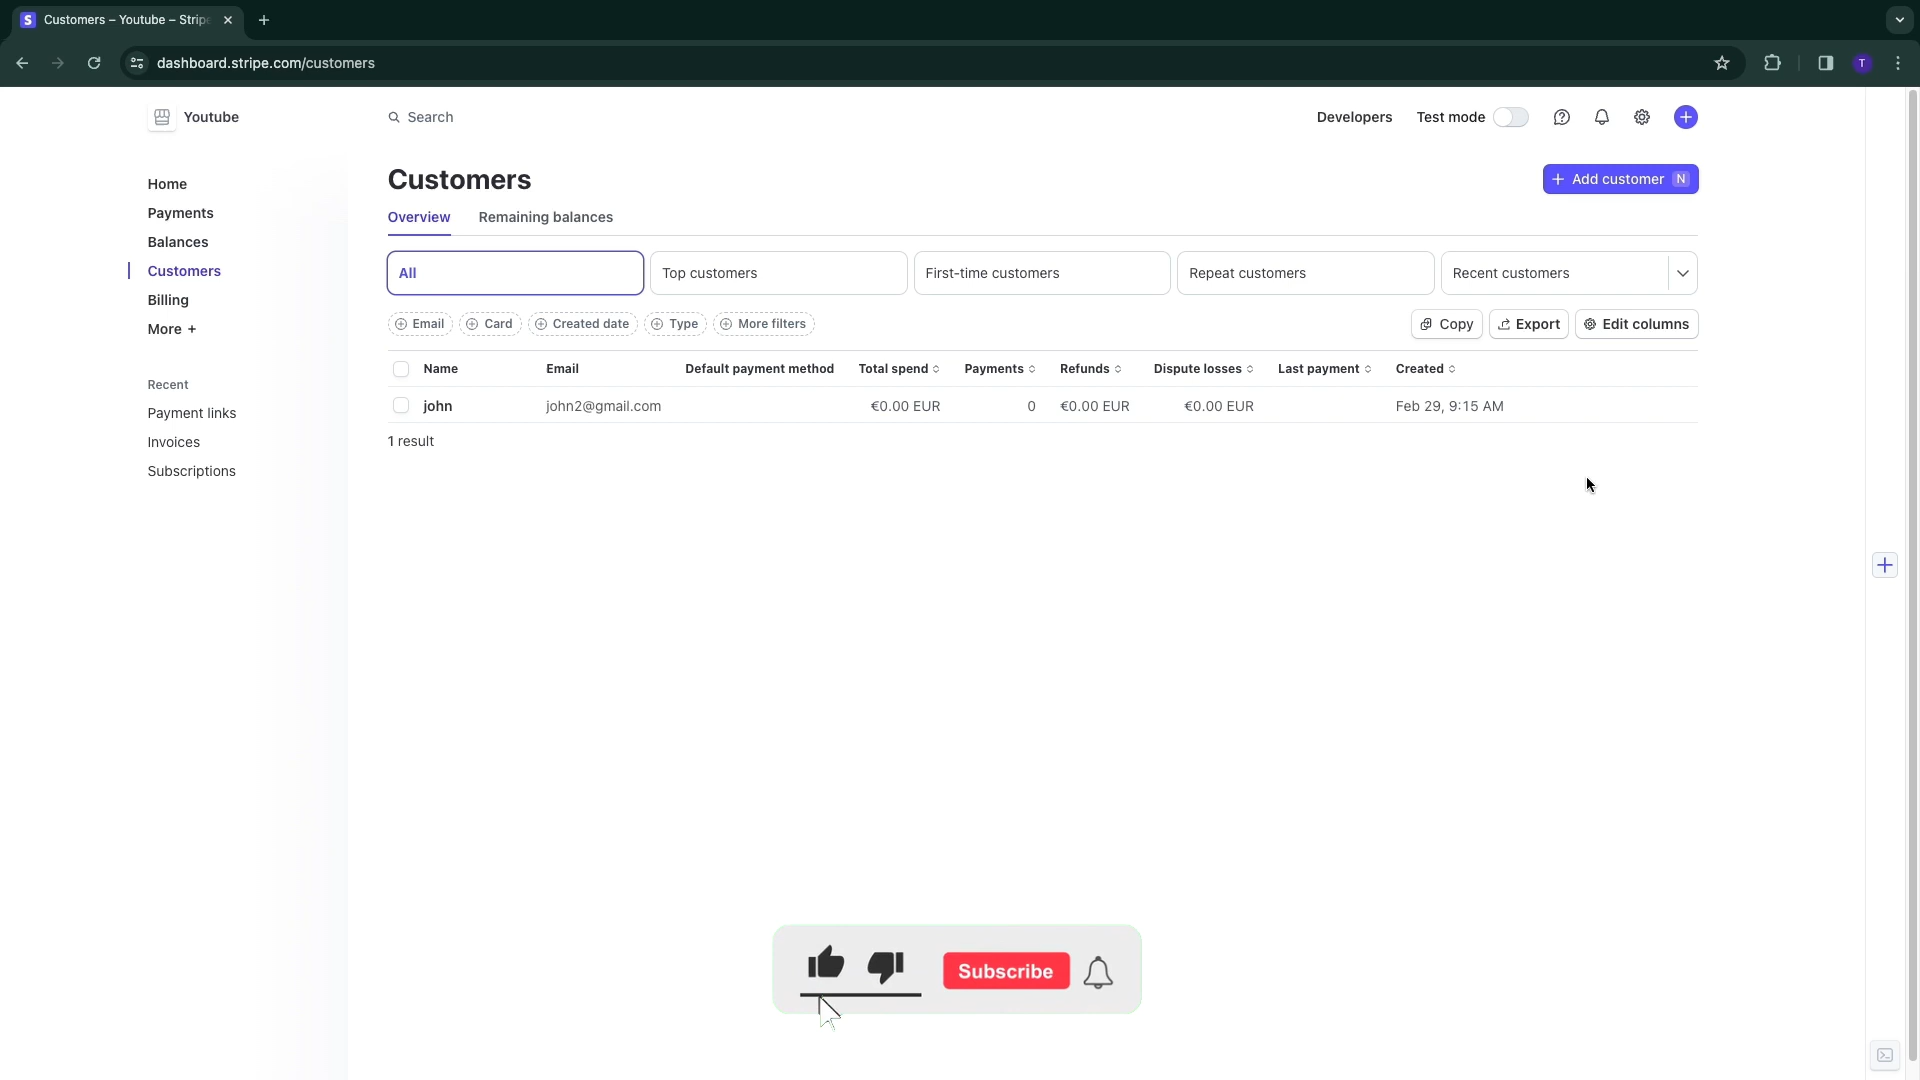 Customers – Youtube – Strip
dashboard.stripe.com/customers
T
Youtube
Search
Developers
Test mode
Home
Payments
Balances
Customers
Billing
More +
Recent
Payment links
Invoices
Subscriptions
Customers
Add customer N
Overview
Remaining balances
All
Top customers
First-time customers
Repeat customers
Recent customers
Email
Card
Created date
Type
More filters
Copy
Export
Edit columns
Name Email Default payment method Total spend Payments Refunds Dispute losses Last payment Created
john john2@gmail.com €0.00 EUR 0 €0.00 EUR €0.00 EUR Feb 29, 9:15 AM
1 result
Subscribe